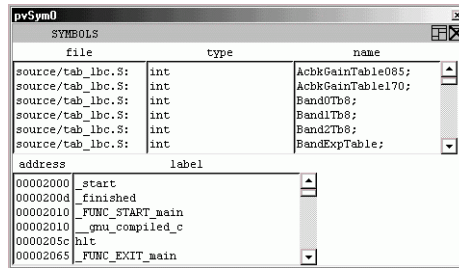 pvSym0
SYMBOLS
file type name
source/tab_lbc.S: int AcbkGainTable085;
source/tab_lbc.S: int AcbkGainTable170;
source/tab_lbc.S: int Band0Tb8;
source/tab_lbc.S: int Band1Tb8;
source/tab_lbc.S: int Band2Tb8;
source/tab_lbc.S: int BandExpTable;
address label
00002000 _start
0000200d _finished
00002010 _FUNC_START_main
00002010 __gnu_compiled_c
0000205c hlt
00002065 _FUNC_EXIT_main